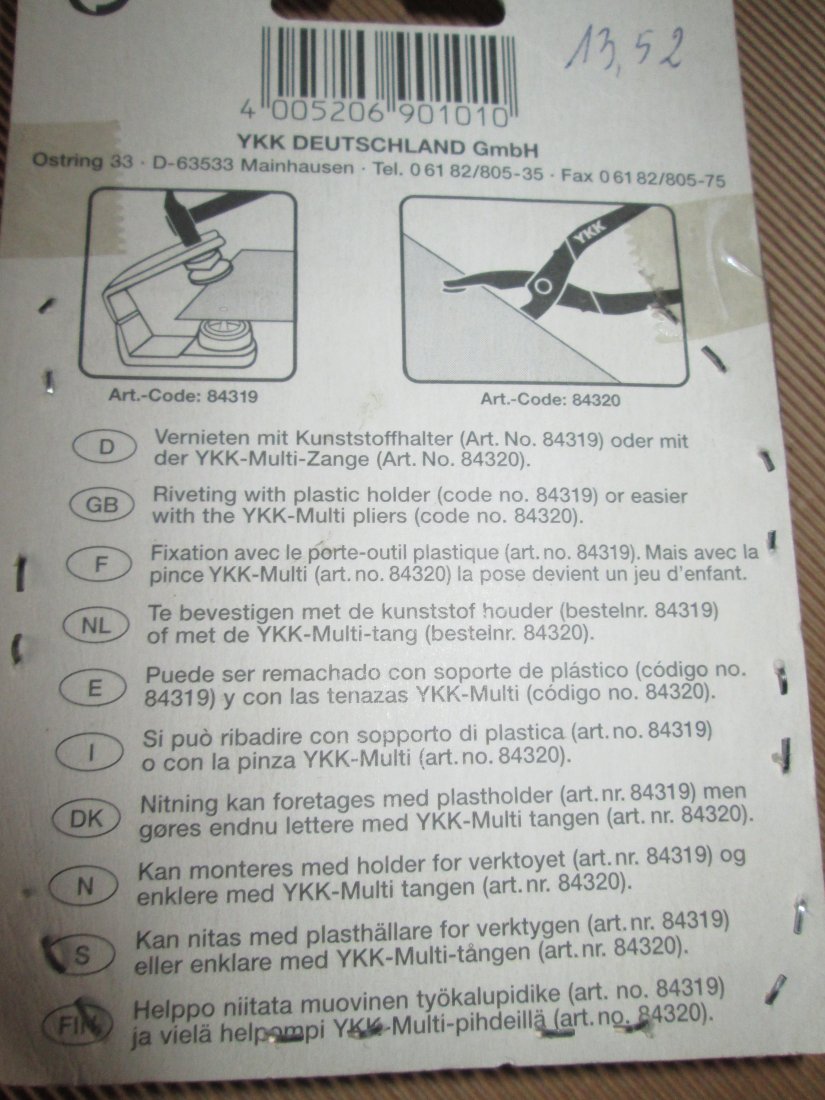 13,52
4 005206 901010
YKK DEUTSCHLAND GmbH
Ostring 33 · D-63533 Mainhausen · Tel. 0 61 82/805-35 · Fax 0 61 82/805-75
YKK
Art.-Code: 84319
Art.-Code: 84320
D
Vernieten mit Kunststoffhalter (Art. No. 84319) oder mit
der YKK-Multi-Zange (Art. No. 84320).
GB
Riveting with plastic holder (code no. 84319) or easier
with the YKK-Multi pliers (code no. 84320).
F
Fixation avec le porte-outil plastique (art. no. 84319). Mais avec la
pince YKK-Multi (art. no. 84320) la pose devient un jeu d'enfant.
NL
Te bevestigen met de kunststof houder (bestelnr. 84319)
of met de YKK-Multi-tang (bestelnr. 84320).
E
Puede ser remachado con soporte de plástico (código no.
84319) y con las tenazas YKK-Multi (código no. 84320).
I
Si può ribadire con sopporto di plastica (art. no. 84319)
o con la pinza YKK-Multi (art. no. 84320).
DK
Nitning kan foretages med plastholder (art. nr. 84319) men
gøres endnu lettere med YKK-Multi tangen (art. nr. 84320).
N
Kan monteres med holder for verktoyet (art. nr. 84319) og
enklere med YKK-Multi tangen (art. nr. 84320).
S
Kan nitas med plasthällare for verktygen (art. nr. 84319)
eller enklare med YKK-Multi-tången (art. nr. 84320).
FIN
Helppo niitata muovinen työkalupidike (art. no. 84319)
ja vielä helpompi YKK-Multi-pihdeillä (art. no. 84320).